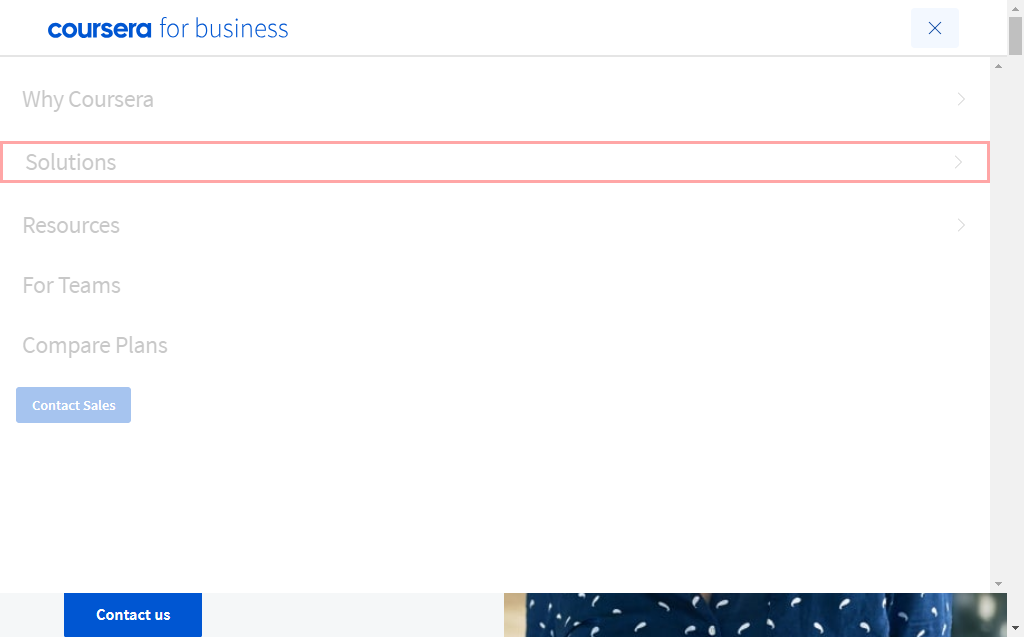 coursera for business
Why Coursera
Solutions
Resources
For Teams
Compare Plans
Contact Sales
Contact us